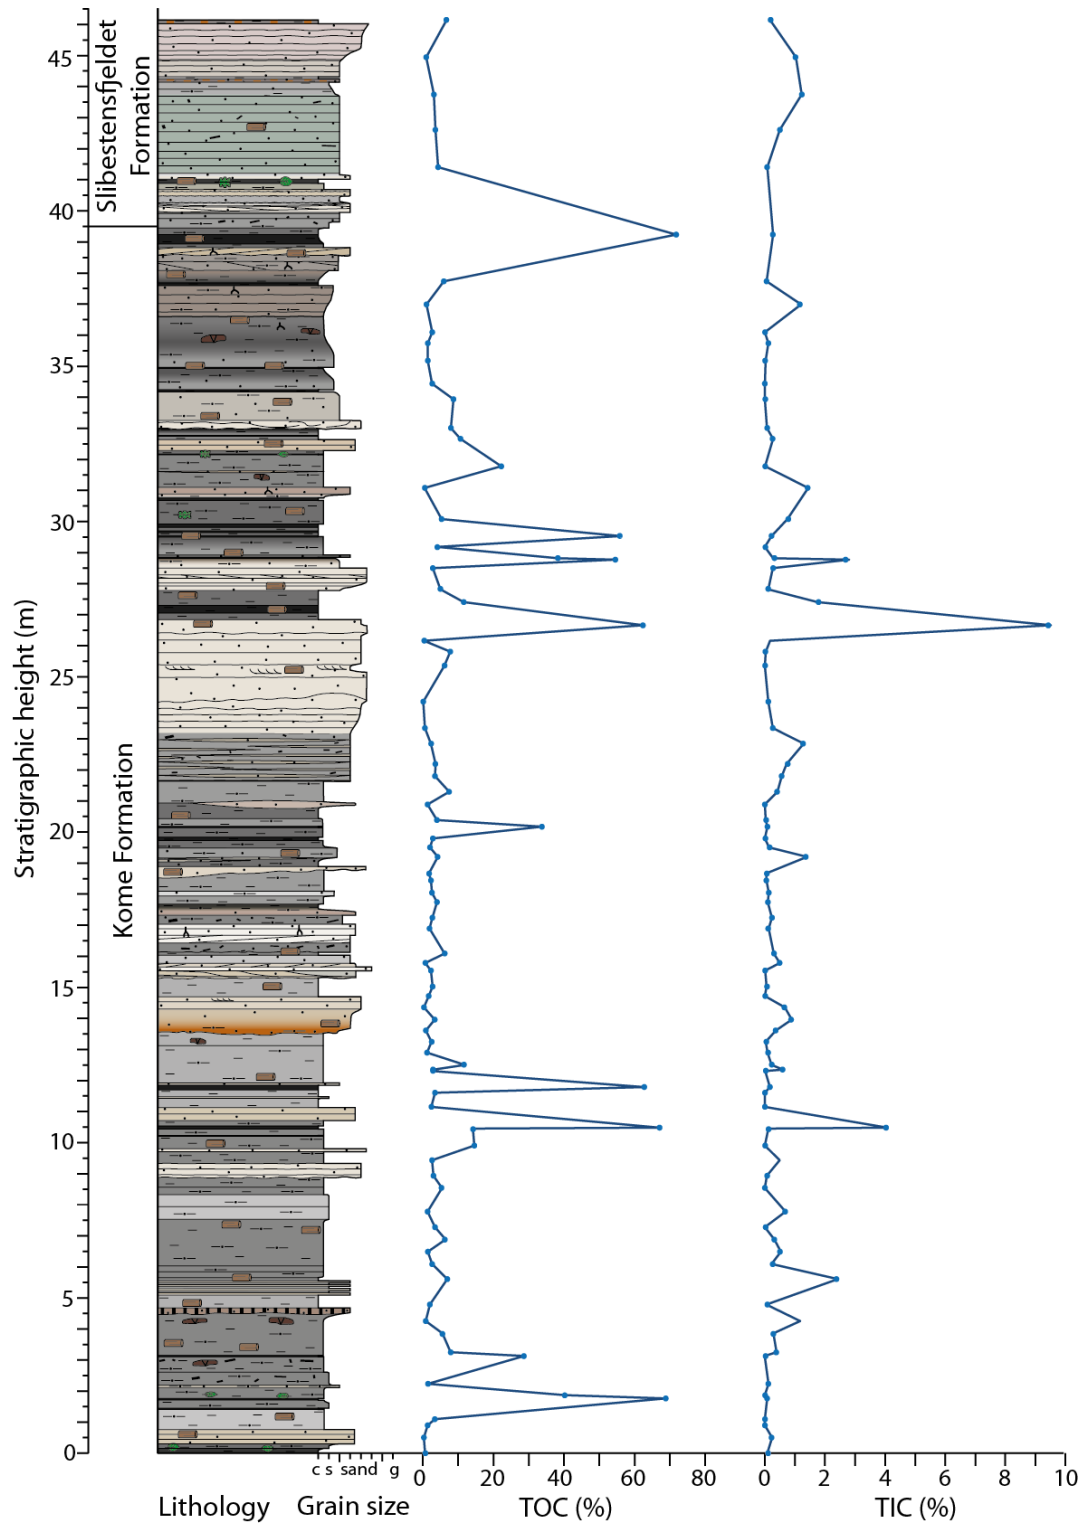 Stratigraphic height (m)
45
40
35
30
25
20
15
10
5
0
Slibestensfjeldet
Formation
Kome Formation
c s sand g
0 20 40 60 80
0 2 4 6 8 10
Lithology
Grain size
TOC (%)
TIC (%)